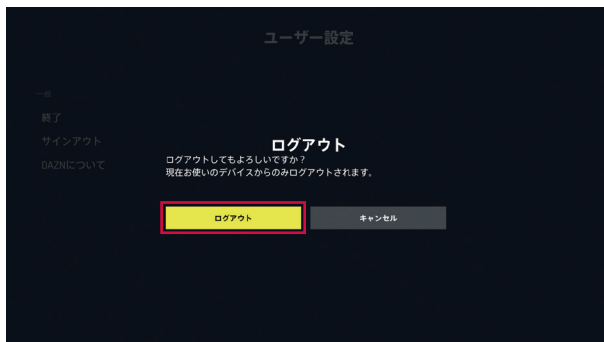 ユーザー設定
一般
終了
サインアウト
DAZNについて
ログアウト
ログアウトしてもよろしいですか？
現在お使いのデバイスからのみログアウトされます。
ログアウト
キャンセル